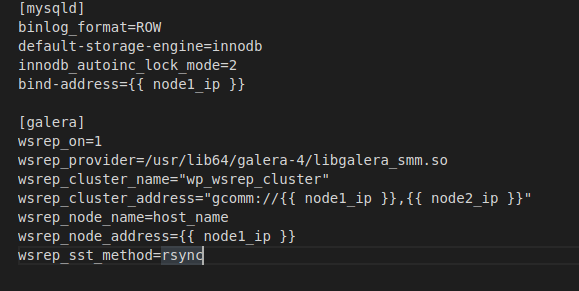 [mysqld]
binlog_format=ROW
default-storage-engine=innodb
innodb_autoinc_lock_mode=2
bind-address={{ node1_ip }}
[galera]
wsrep_on=1
wsrep_provider=/usr/lib64/galera-4/libgalera_smm.so
wsrep_cluster_name="wp_wsrep_cluster"
wsrep_cluster_address="gcomm://{{ node1_ip }},{{ node2_ip }}"
wsrep_node_name=host_name
wsrep_node_address={{ node1_ip }}
wsrep_sst_method=rsync